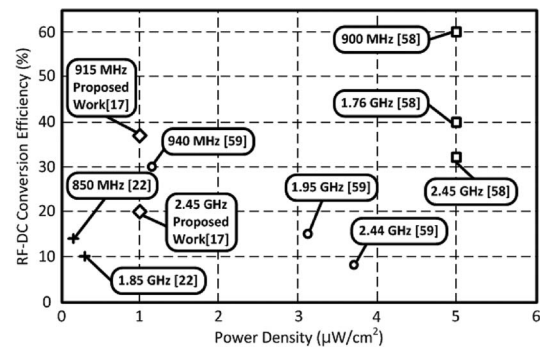 RF-DC Conversion Efficiency (%)
60
50
40
30
20
10
0
1
2
3
4
5
6
Power Density (µW/cm²)
900 MHz [58]
915 MHz
Proposed
Work[17]
1.76 GHz [58]
940 MHz [59]
850 MHz [22]
2.45 GHz
Proposed
Work[17]
1.95 GHz [59]
2.45 GHz [58]
2.44 GHz [59]
1.85 GHz [22]